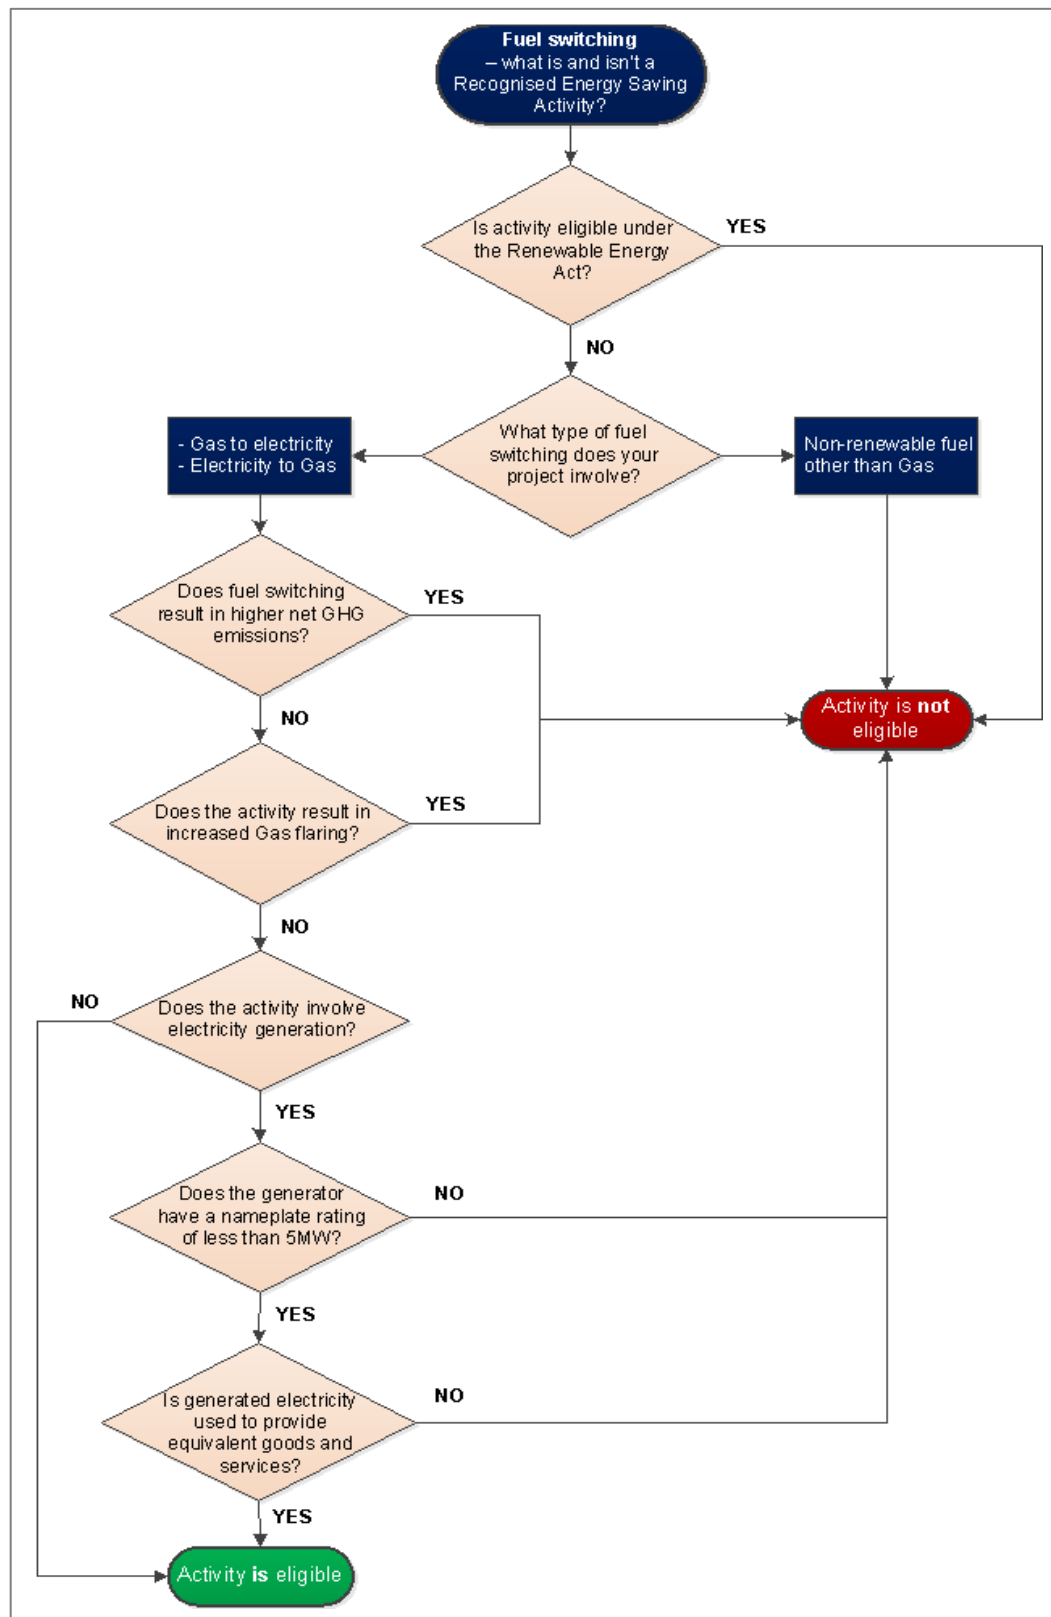 Fuel switching
– what is and isn't a
Recognised Energy Saving
Activity?
Is activity eligible under
the Renewable Energy
Act?
YES
NO
What type of fuel
switching does your
project involve?
- Gas to electricity
- Electricity to Gas
Non-renewable fuel
other than Gas
Does fuel switching
result in higher net GHG
emissions?
YES
NO
Activity is not
eligible
Does the activity result in
increased Gas flaring?
YES
NO
Does the activity involve
electricity generation?
NO
YES
Does the generator
have a nameplate rating
of less than 5MW?
NO
YES
Is generated electricity
used to provide
equivalent goods and
services?
NO
YES
Activity is eligible